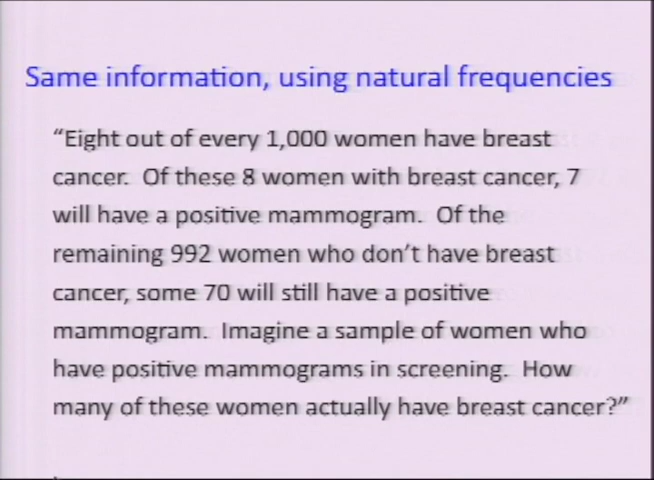 Same information, using natural frequencies
“Eight out of every 1,000 women have breast
cancer. Of these 8 women with breast cancer, 7
will have a positive mammogram. Of the
remaining 992 women who don’t have breast
cancer, some 70 will still have a positive
mammogram. Imagine a sample of women who
have positive mammograms in screening. How
many of these women actually have breast cancer?”